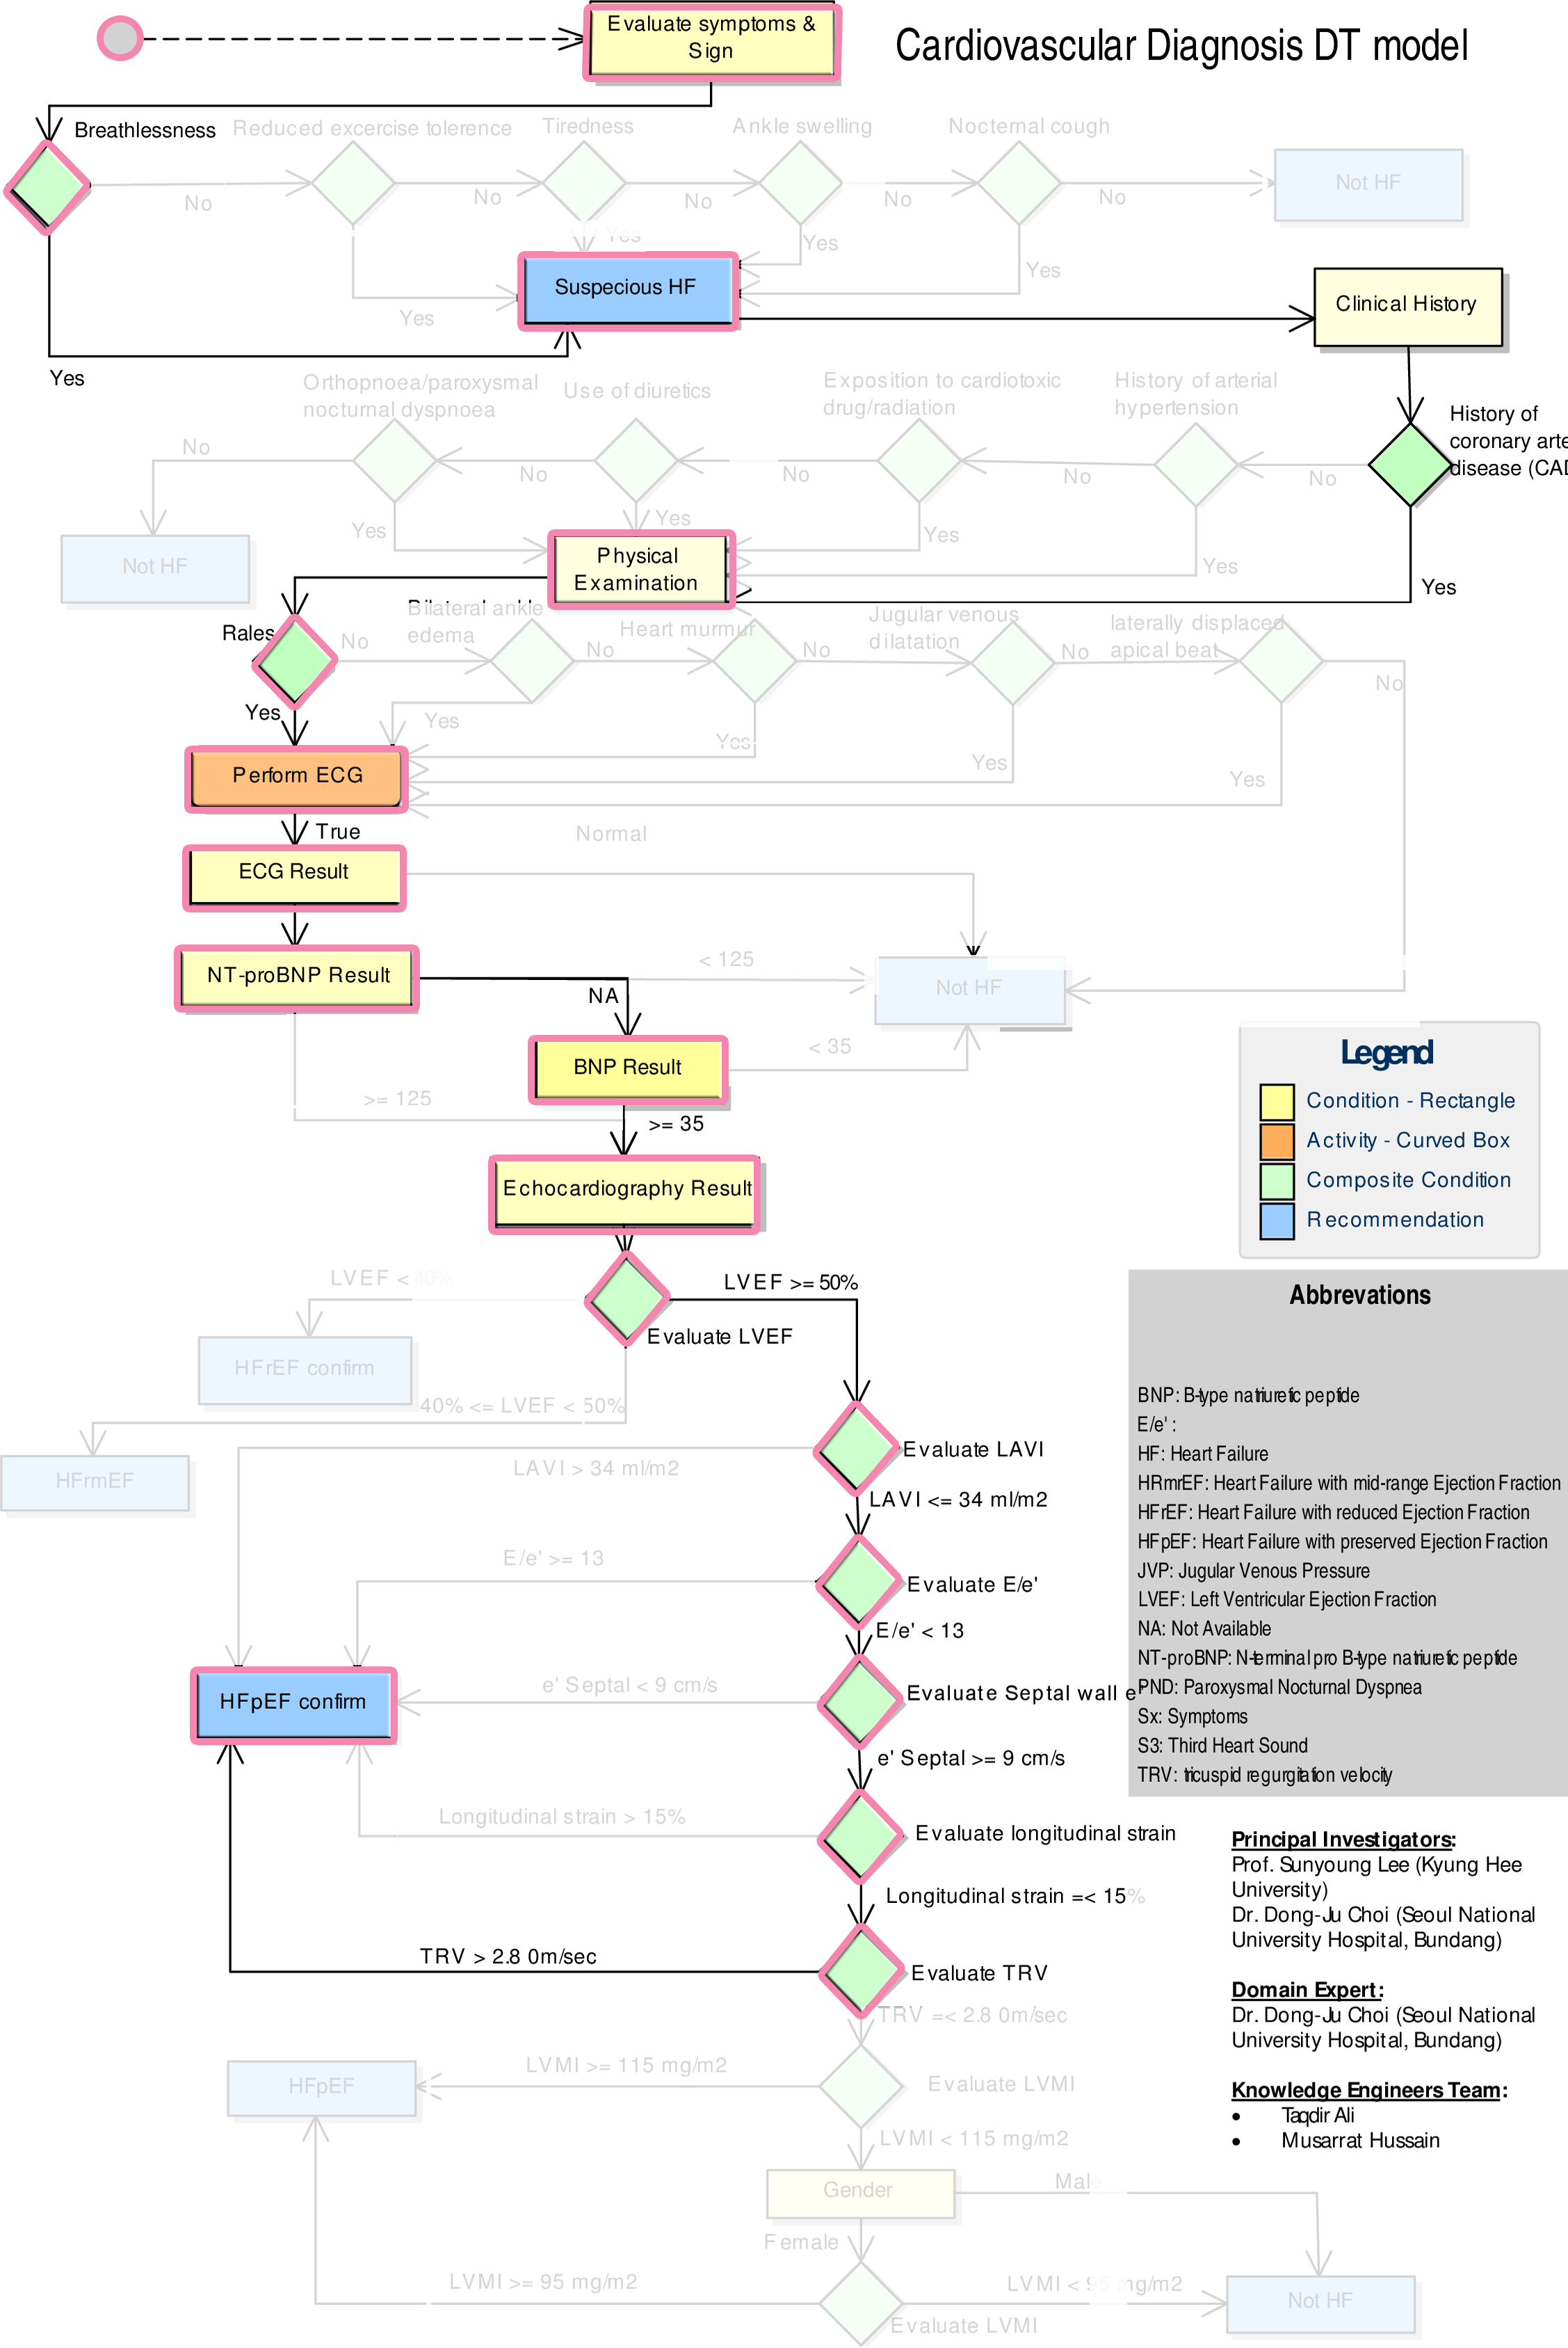 Evaluate symptoms &
Sign
Cardiovascular Diagnosis DT model
Breathlessness
Reduced excercise tolerence
Tiredness
Ankle swelling
Nocternal cough
No
No
No
No
No
Not HF
Yes
Yes
Yes
Yes
Yes
Suspecious HF
Clinical History
Orthopnoea/paroxysmal
nocturnal dyspnoea
Use of diuretics
Exposition to cardiotoxic
drug/radiation
History of arterial
hypertension
History of
coronary arte
disease (CAD
No
No
No
No
No
Yes
Yes
Yes
Yes
Yes
Not HF
Physical
Examination
Rales
Bilateral ankle
edema
Heart murmur
Jugular venous
dilatation
laterally displaced
apical beat
No
No
No
No
No
Yes
Yes
Yes
Yes
Yes
Perform ECG
True
Normal
ECG Result
NT-proBNP Result
< 125
NA
Not HF
BNP Result
< 35
>= 125
>= 35
Legend
Condition - Rectangle
Activity - Curved Box
Composite Condition
Recommendation
Echocardiography Result
LVEF < 40%
LVEF >= 50%
Evaluate LVEF
HFrEF confirm
40% <= LVEF < 50%
HFrmEF
Evaluate LAVI
LAVI > 34 ml/m2
LAVI <= 34 ml/m2
E/e' >= 13
Evaluate E/e'
E/e' < 13
HFpEF confirm
e' Septal < 9 cm/s
Evaluate Septal wall e'
e' Septal >= 9 cm/s
Longitudinal strain > 15%
Evaluate longitudinal strain
Longitudinal strain =< 15%
TRV > 2.8 0m/sec
Evaluate TRV
TRV =< 2.8 0m/sec
HFpEF
LVMI >= 115 mg/m2
Evaluate LVMI
LVMI < 115 mg/m2
Gender
Male
Female
LVMI >= 95 mg/m2
LVMI < 95 mg/m2
Evaluate LVMI
Not HF
Abbrevations
BNP: B-type natriuretic peptide
E/e' :
HF: Heart Failure
HRmrEF: Heart Failure with mid-range Ejection Fraction
HFrEF: Heart Failure with reduced Ejection Fraction
HFpEF: Heart Failure with preserved Ejection Fraction
JVP: Jugular Venous Pressure
LVEF: Left Ventricular Ejection Fraction
NA: Not Available
NT-proBNP: N-terminal pro B-type natriuretic peptide
PND: Paroxysmal Nocturnal Dyspnea
Sx: Symptoms
S3: Third Heart Sound
TRV: tricuspid regurgitation velocity
Principal Investigators:
Prof. Sunyoung Lee (Kyung Hee
University)
Dr. Dong-Ju Choi (Seoul National
University Hospital, Bundang)
Domain Expert:
Dr. Dong-Ju Choi (Seoul National
University Hospital, Bundang)
Knowledge Engineers Team:
• Taqdir Ali
• Musarrat Hussain